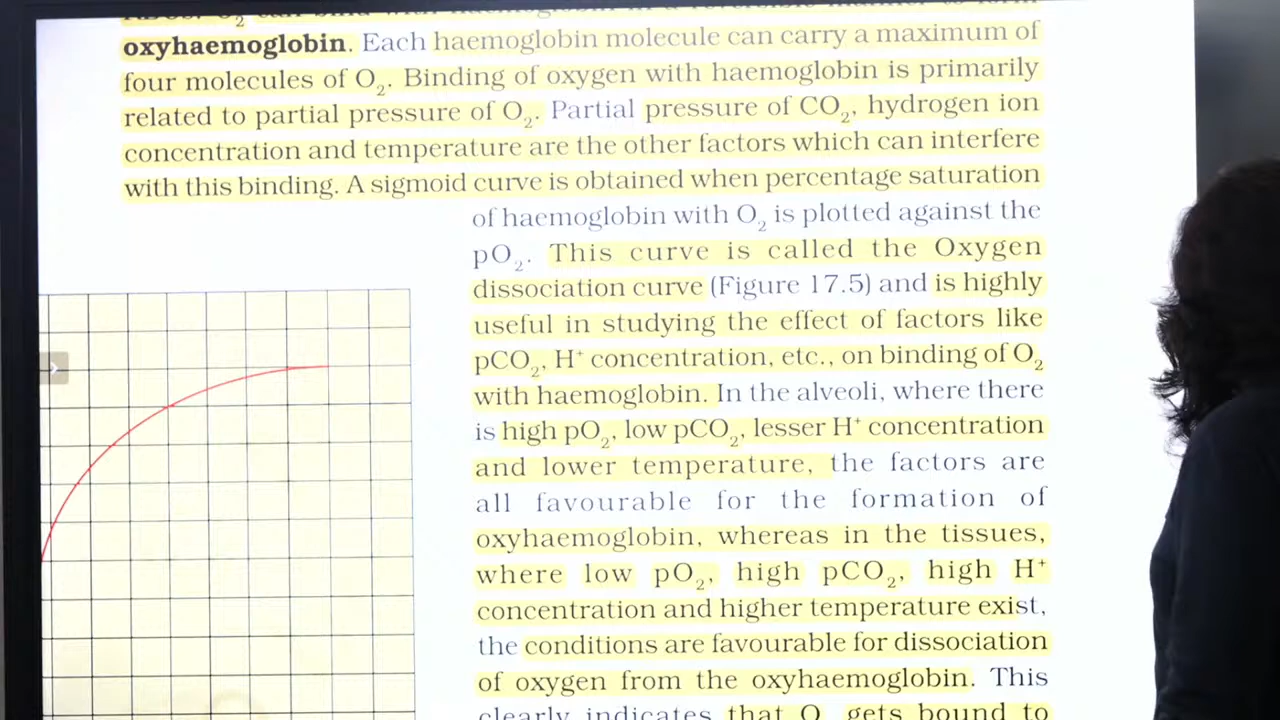 oxyhaemoglobin. Each haemoglobin molecule can carry a maximum of
four molecules of O₂. Binding of oxygen with haemoglobin is primarily
related to partial pressure of O₂. Partial pressure of CO₂, hydrogen ion
concentration and temperature are the other factors which can interfere
with this binding. A sigmoid curve is obtained when percentage saturation
of haemoglobin with O₂ is plotted against the
pO₂. This curve is called the Oxygen
dissociation curve (Figure 17.5) and is highly
useful in studying the effect of factors like
pCO₂, H⁺ concentration, etc., on binding of O₂
with haemoglobin. In the alveoli, where there
is high pO₂, low pCO₂, lesser H⁺ concentration
and lower temperature, the factors are
all favourable for the formation of
oxyhaemoglobin, whereas in the tissues,
where low pO₂, high pCO₂, high H⁺
concentration and higher temperature exist,
the conditions are favourable for dissociation
of oxygen from the oxyhaemoglobin. This
clearly indicates that O₂ gets bound to